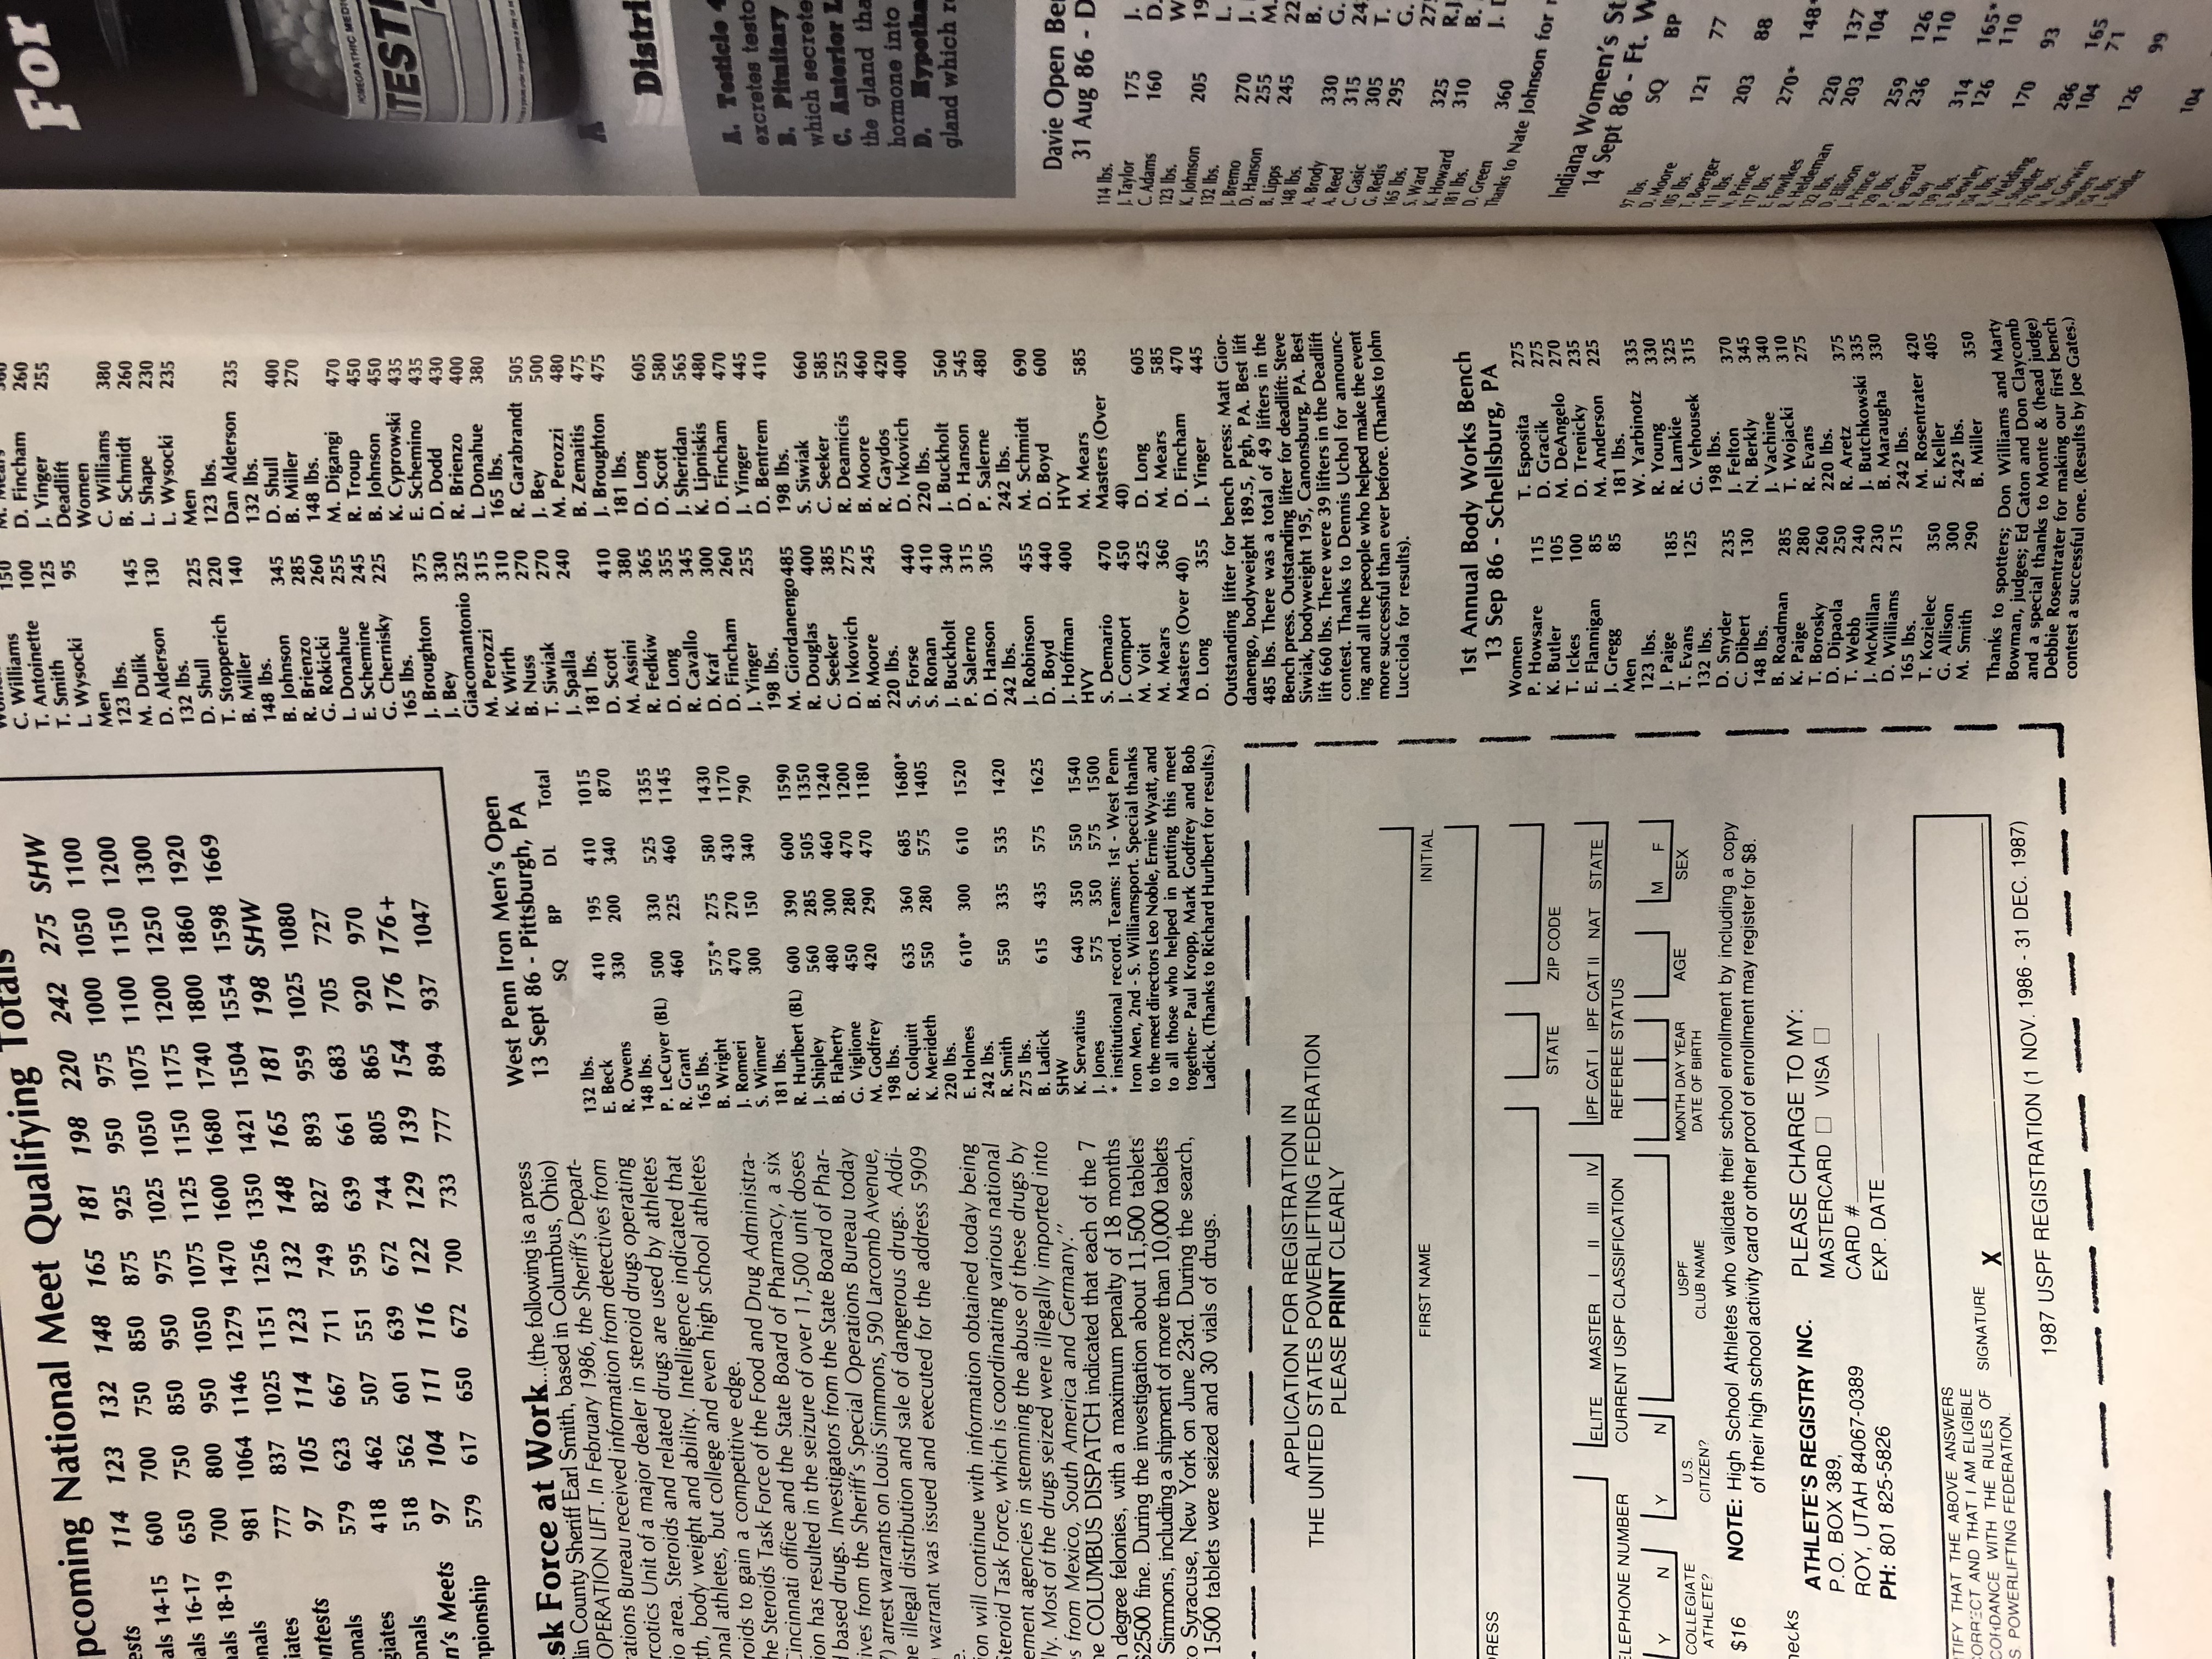 pcoming National Meet Qualifying Totals
ests 114 123 132 148 165 181 198 220 242 275 SHW
als 14-15 600 700 750 850 875 925 950 975 1000 1050 1100
als 16-17 650 750 850 950 975 1025 1050 1075 1100 1150 1200
nals 18-19 700 800 950 1050 1075 1125 1150 1175 1200 1250 1300
onals 981 1064 1146 1279 1470 1600 1680 1740 1800 1860 1920
giates 777 837 1025 1151 1256 1350 1421 1504 1554 1598 1669
ontests 97 105 114 123 132 148 165 181 198 SHW
onals 579 623 667 711 749 827 893 959 1025 1080
giates 418 462 507 551 595 639 661 683 705 727
onals 518 562 601 639 672 744 805 865 920 970
n's Meets 97 104 111 116 122 129 139 154 176 176+
npionship 579 617 650 672 700 733 777 894 937 1047
sk Force at Work...(the following is a press
lin County Sheriff Earl Smith, based in Columbus, Ohio)
OPERATION LIFT. In February 1986, the Sheriff's Depart-
rations Bureau received information from detectives from
rcotics Unit of a major dealer in steroid drugs operating
io area. Steroids and related drugs are used by athletes
gth, body weight and ability. Intelligence indicated that
onal athletes, but college and even high school athletes
roids to gain a competitive edge.
he Steroids Task Force of the Food and Drug Administra-
Cincinnati office and the State Board of Pharmacy, a six
ion has resulted in the seizure of over 11,500 unit doses
d based drugs. Investigators from the State Board of Phar-
tives from the Sheriff's Special Operations Bureau today
7) arrest warrants on Louis Simmons, 590 Larcomb Avenue,
he illegal distribution and sale of dangerous drugs. Addi-
warrant was issued and executed for the address 5909
e.
ion will continue with information obtained today being
Steroid Task Force, which is coordinating various national
ement agencies in stemming the abuse of these drugs by
lly. Most of the drugs seized were illegally imported into
es from Mexico, South America and Germany."
he COLUMBUS DISPATCH indicated that each of the 7
h degree felonies, with a maximum penalty of 18 months
$2500 fine. During the investigation about 11,500 tablets
Simmons, including a shipment of more than 10,000 tablets
to Syracuse, New York on June 23rd. During the search,
1500 tablets were seized and 30 vials of drugs.
West Penn Iron Men's Open
13 Sept 86 - Pittsburgh, PA
SQ BP DL Total
132 lbs.
E. Beck 410 195 410 1015
R. Owens 330 200 340 870
148 lbs.
P. LeCuyer (BL) 500 330 525 1355
R. Grant 460 225 460 1145
165 lbs.
B. Wright 575* 275 580 1430
J. Romeri 470 270 430 1170
S. Winner 300 150 340 790
181 lbs.
R. Hurlbert (BL) 600 390 600 1590
J. Shipley 560 285 505 1350
B. Flaherty 480 300 460 1240
G. Viglione 450 280 470 1200
M. Godfrey 420 290 470 1180
198 lbs.
R. Colquitt 635 360 685 1680*
K. Merideth 550 280 575 1405
220 lbs.
E. Holmes 610* 300 610 1520
242 lbs.
R. Smith 550 335 535 1420
275 lbs.
B. Ladick 615 435 575 1625
SHW
K. Servatius 640 350 550 1540
J. Jones 575 350 575 1500
* institutional record. Teams: 1st - West Penn
Iron Men, 2nd - S. Williamsport. Special thanks
to the meet directors Leo Noble, Ernie Wyatt, and
to all those who helped in putting this meet
together- Paul Kropp, Mark Godfrey and Bob
Ladick. (Thanks to Richard Hurlbert for results.)
C. Williams 150
T. Antoinette 100
T. Smith 125
L. Wysocki 95
Men
123 lbs.
M. Dulik 145
D. Alderson 130
132 lbs.
D. Shull 225
T. Stopperich 220
B. Miller 140
148 lbs.
B. Johnson 345
R. Brienzo 285
G. Rokicki 260
L. Donahue 255
E. Schemine 245
G. Chernisky 225
165 lbs.
J. Broughton 375
J. Bey 330
Giacomantonio 325
M. Perozzi 315
K. Wirth 310
B. Nuss 270
T. Siwiak 270
J. Spalla 240
181 lbs.
D. Scott 410
M. Assini 380
R. Fedkiw 365
D. Long 355
R. Cavallo 345
D. Kraf 300
D. Fincham 260
J. Yinger 255
198 lbs.
M. Giordanengo 485
R. Douglas 400
C. Seeker 385
D. Ivkovich 275
B. Moore 245
220 lbs.
S. Forse 440
S. Ronan 410
J. Buckholt 340
P. Salerno 315
D. Hanson 305
242 lbs.
J. Robinson 455
D. Boyd 440
J. Hoffman 400
HVY
S. Demario 470
J. Comport 450
M. Voit 425
M. Mears 360
Masters (Over 40)
D. Long 355
M. Mears 360
D. Fincham 260
J. Yinger 255
Deadlift
Women
C. Williams 380
B. Schmidt 260
L. Shape 230
L. Wysocki 235
Men
123 lbs.
Dan Alderson 235
132 lbs.
D. Shull 400
B. Miller 270
148 lbs.
M. Digangi 470
R. Troup 450
B. Johnson 450
K. Cyprowski 435
E. Schemino 435
D. Dodd 430
R. Brienzo 400
L. Donahue 380
165 lbs.
R. Garabrandt 505
J. Bey 500
M. Perozzi 480
B. Zemaitis 475
J. Broughton 475
181 lbs.
D. Long 605
D. Scott 580
J. Sheridan 565
K. Lipniskis 480
D. Fincham 470
J. Yinger 445
D. Bentrem 410
198 lbs.
S. Siwiak 660
C. Seeker 585
R. Deamicis 525
B. Moore 460
R. Gaydos 420
D. Ivkovich 400
220 lbs.
J. Buckholt 560
D. Hanson 545
P. Salerne 480
242 lbs.
M. Schmidt 690
D. Boyd 600
HVY
M. Mears 585
Masters (Over
40)
D. Long 605
M. Mears 585
D. Fincham 470
J. Yinger 445
Outstanding lifter for bench press: Matt Gior-
danengo, bodyweight 189.5, Pgh, PA. Best lift
485 lbs. There was a total of 49 lifters in the
Bench press. Outstanding lifter for deadlift: Steve
Siwiak, bodyweight 195, Canonsburg, PA. Best
lift 660 lbs. There were 39 lifters in the Deadlift
contest. Thanks to Dennis Uchol for announc-
ing and all the people who helped make the event
more successful than ever before. (Thanks to John
Lucciola for results).
1st Annual Body Works Bench
13 Sep 86 - Schellsburg, PA
Women
P. Howsare 115
K. Butler 105
T. Ickes 100
E. Flannigan 85
J. Gregg 85
Men
123 lbs.
J. Paige 185
T. Evans 125
132 lbs.
D. Snyder 235
C. Dibert 130
148 lbs.
B. Roadman 285
K. Paige 280
T. Borosky 260
D. Dipaola 250
T. Webb 240
J. McMillan 230
D. Williams 215
165 lbs.
T. Kozielec 350
G. Allison 300
M. Smith 290
T. Esposita 275
D. Gracik 275
M. DeAngelo 270
D. Trenicky 235
M. Anderson 225
181 lbs.
W. Yarbinotz 335
R. Young 330
R. Lamkie 325
G. Vehousek 315
198 lbs.
J. Felton 370
N. Berkly 345
J. Vachine 340
T. Wojacki 310
R. Evans 275
220 lbs.
R. Aretz 375
J. Butchkowski 335
B. Maraugha 330
242 lbs.
M. Rosentrater 420
E. Keller 405
242$ lbs.
B. Miller 350
Thanks to spotters; Don Williams and Marty
Bowman, judges; Ed Caton and Don Claycomb
and a special thanks to Monte & (head judge)
Debbie Rosentrater for making our first bench
contest a successful one. (Results by Joe Gates.)
APPLICATION FOR REGISTRATION IN
THE UNITED STATES POWERLIFTING FEDERATION
PLEASE PRINT CLEARLY
FIRST NAME INITIAL
RESS
STATE ZIP CODE
ELITE MASTER I II III IV IPF CAT I IPF CAT II NAT STATE
ELEPHONE NUMBER CURRENT USPF CLASSIFICATION REFEREE STATUS
Y N Y N M F
COLLEGIATE ATHLETE? U.S. CITIZEN? USPF CLUB NAME MONTH DAY YEAR DATE OF BIRTH AGE SEX
$16 NOTE: High School Athletes who validate their school enrollment by including a copy
of their high school activity card or other proof of enrollment may register for $8.
hecks
ATHLETE'S REGISTRY INC.
P.O. BOX 389,
ROY, UTAH 84067-0389
PH: 801 825-5826
PLEASE CHARGE TO MY:
MASTERCARD VISA
CARD #
EXP. DATE
TIFY THAT THE ABOVE ANSWERS
CORRECT AND THAT I AM ELIGIBLE
CORDANCE WITH THE RULES OF SIGNATURE X
S. POWERLIFTING FEDERATION.
1987 USPF REGISTRATION (1 NOV. 1986 - 31 DEC. 1987)
For
HOMEOPATHIC MEDI
TEST
A
Distri
A. Testicle
excretes testo
B. Pituitary
which secrete
C. Anterior L
the gland tha
hormone into
D. Hypotha
gland which r
Davie Open Be
31 Aug 86 - D
114 lbs.
J. Taylor 175
C. Adams 160
123 lbs.
K. Johnson 205
132 lbs.
J. Bremo 270
D. Hanson 255
B. Lipps 245
148 lbs.
A. Brody 330
A. Reed 315
C. Gasic 305
G. Redis 295
165 lbs.
S. Ward 325
K. Howard 310
181 lbs.
D. Green 360
Thanks to Nate Johnson for
Indiana Women's St
14 Sept 86 - Ft. W
SQ BP
97 lbs.
D. Moore 121 77
105 lbs.
T. Boerger 203 88
111 lbs.
N. Prince 270* 148*
117 lbs.
E. Fowlkes 220 137
R. Heldeman 203 104
122 lbs.
D. Ellison 259 126
J. Prince 236 110
129 lbs.
P. Gerard 314 165*
R. Ray 126 110
139 lbs.
S. Bewley 170 93
154 lbs.
R. Welding 286 165
L. Studler 104 71
176 lbs.
M. Corwin 126 99
Masters
154 lbs.
L. Studler 104